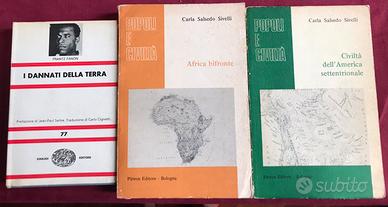 FRANTZ FANON
I DANNATI DELLA TERRA
Prefazione di Jean-Paul Sartre. Traduzione di Carlo Cignetti
77
EINAUDI EDITORE
POPOLI E CIVILTÀ
Carla Salsedo Sivelli
Africa bifronte
Pàtron Editore - Bologna
POPOLI E CIVILTÀ
Carla Salsedo Sivelli
Civiltà
dell'America
settentrionale
Pàtron Editore - Bologna
subito